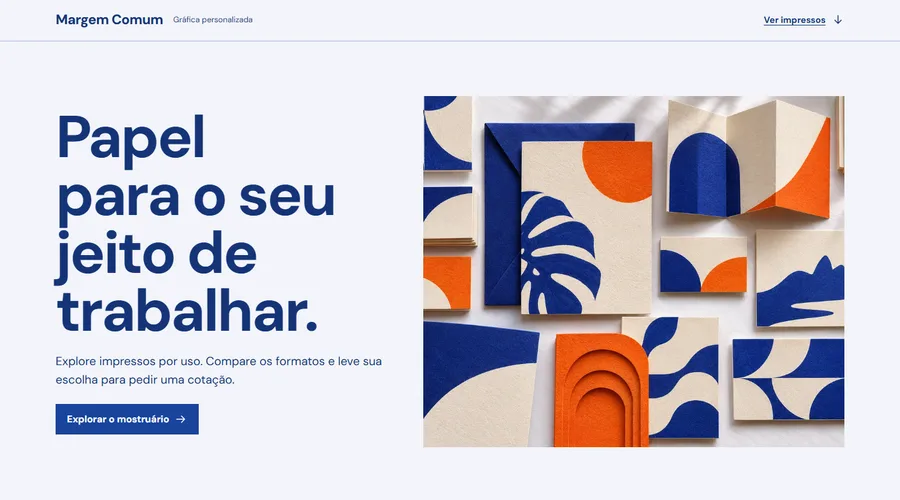 Margem Comum
Gráfica personalizada
Ver impressos
Papel
para o seu
jeito de
trabalhar.
Explore impressos por uso. Compare os formatos e leve sua
escolha para pedir uma cotação.
Explorar o mostruário